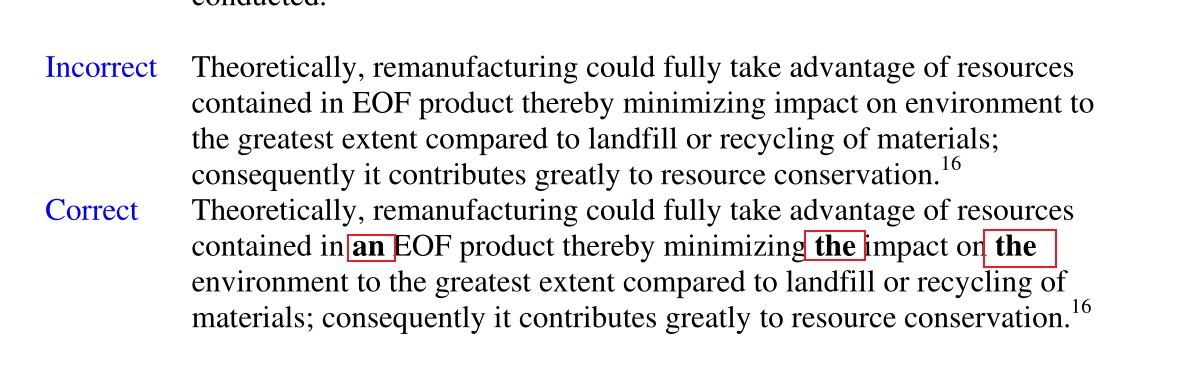 conducted.
Incorrect Theoretically, remanufacturing could fully take advantage of resources
contained in EOF product thereby minimizing impact on environment to
the greatest extent compared to landfill or recycling of materials;
consequently it contributes greatly to resource conservation.16
Correct Theoretically, remanufacturing could fully take advantage of resources
contained in an EOF product thereby minimizing the impact on the
environment to the greatest extent compared to landfill or recycling of
materials; consequently it contributes greatly to resource conservation.16